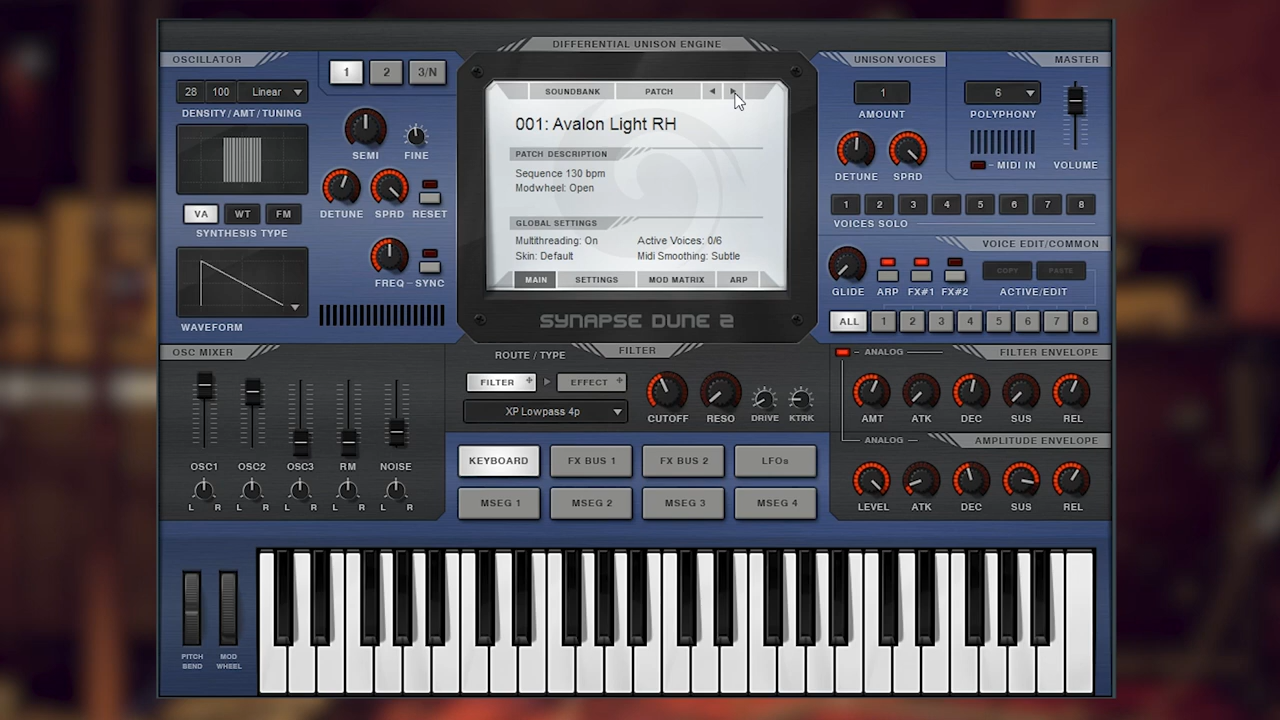 DIFFERENTIAL UNISON ENGINE
OSCILLATOR
1 2 3/N
28 100 Linear
DENSITY/AMT/TUNING
SEMI FINE
DETUNE SPRD RESET
VA WT FM
SYNTHESIS TYPE
FREQ SYNC
WAVEFORM
SOUNDBANK PATCH
001: Avalon Light RH
PATCH DESCRIPTION
Sequence 130 bpm
Modwheel: Open
GLOBAL SETTINGS
Multithreading: On Active Voices: 0/6
Skin: Default Midi Smoothing: Subtle
MAIN SETTINGS MOD MATRIX ARP
SYNAPSE DUNE 2
UNISON VOICES MASTER
1 6
AMOUNT POLYPHONY
MIDI IN VOLUME
DETUNE SPRD
1 2 3 4 5 6 7 8
VOICES SOLO
VOICE EDIT/COMMON
COPY PASTE
GLIDE ARP FX#1 FX#2 ACTIVE/EDIT
ALL 1 2 3 4 5 6 7 8
OSC MIXER
OSC1 OSC2 OSC3 RM NOISE
L R L R L R L R L R
ROUTE / TYPE FILTER
FILTER + EFFECT +
XP Lowpass 4p
CUTOFF RESO DRIVE KTRK
KEYBOARD FX BUS 1 FX BUS 2 LFOs
MSEG 1 MSEG 2 MSEG 3 MSEG 4
ANALOG FILTER ENVELOPE
AMT ATK DEC SUS REL
ANALOG AMPLITUDE ENVELOPE
LEVEL ATK DEC SUS REL
PITCH BEND
MOD WHEEL